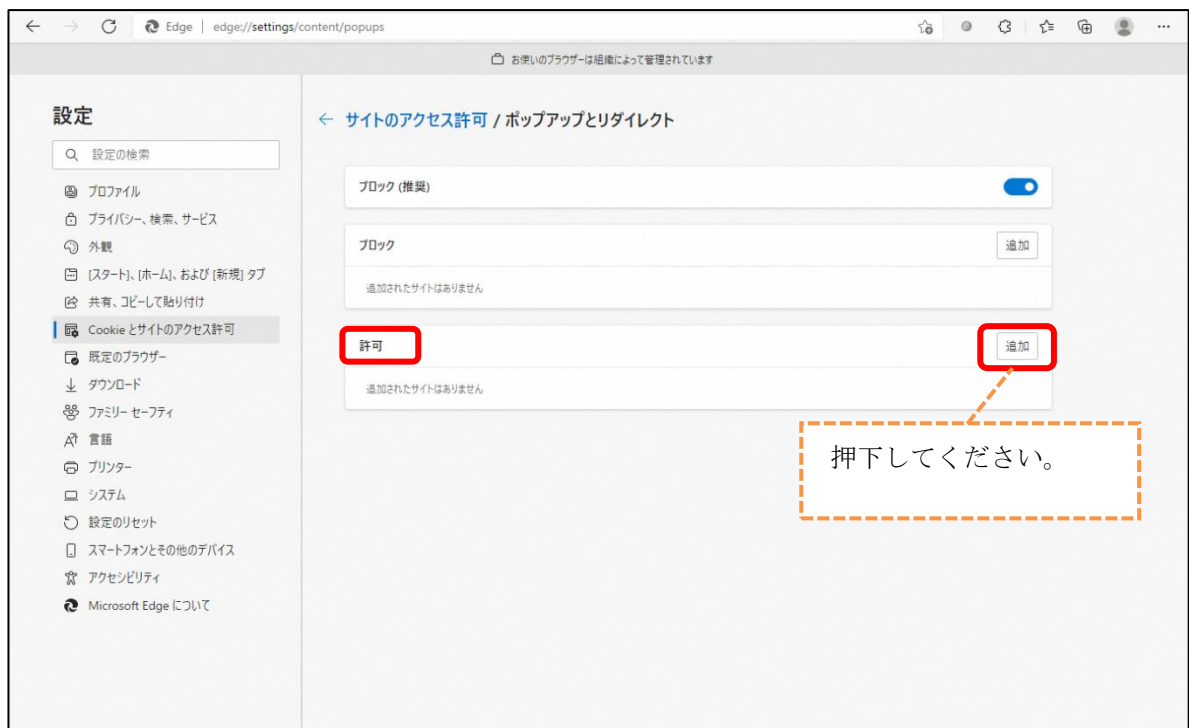 Edge | edge://settings/content/popups
お使いのブラウザーは組織によって管理されています
設定
設定の検索
プロファイル
プライバシー、検索、サービス
外観
[スタート]、[ホーム]、および [新規] タブ
共有、コピーして貼り付け
Cookie とサイトのアクセス許可
既定のブラウザー
ダウンロード
ファミリー セーフティ
言語
プリンター
システム
設定のリセット
スマートフォンとその他のデバイス
アクセシビリティ
Microsoft Edge について
サイトのアクセス許可 / ポップアップとリダイレクト
ブロック (推奨)
ブロック 追加
追加されたサイトはありません
許可 追加
追加されたサイトはありません
押下してください。